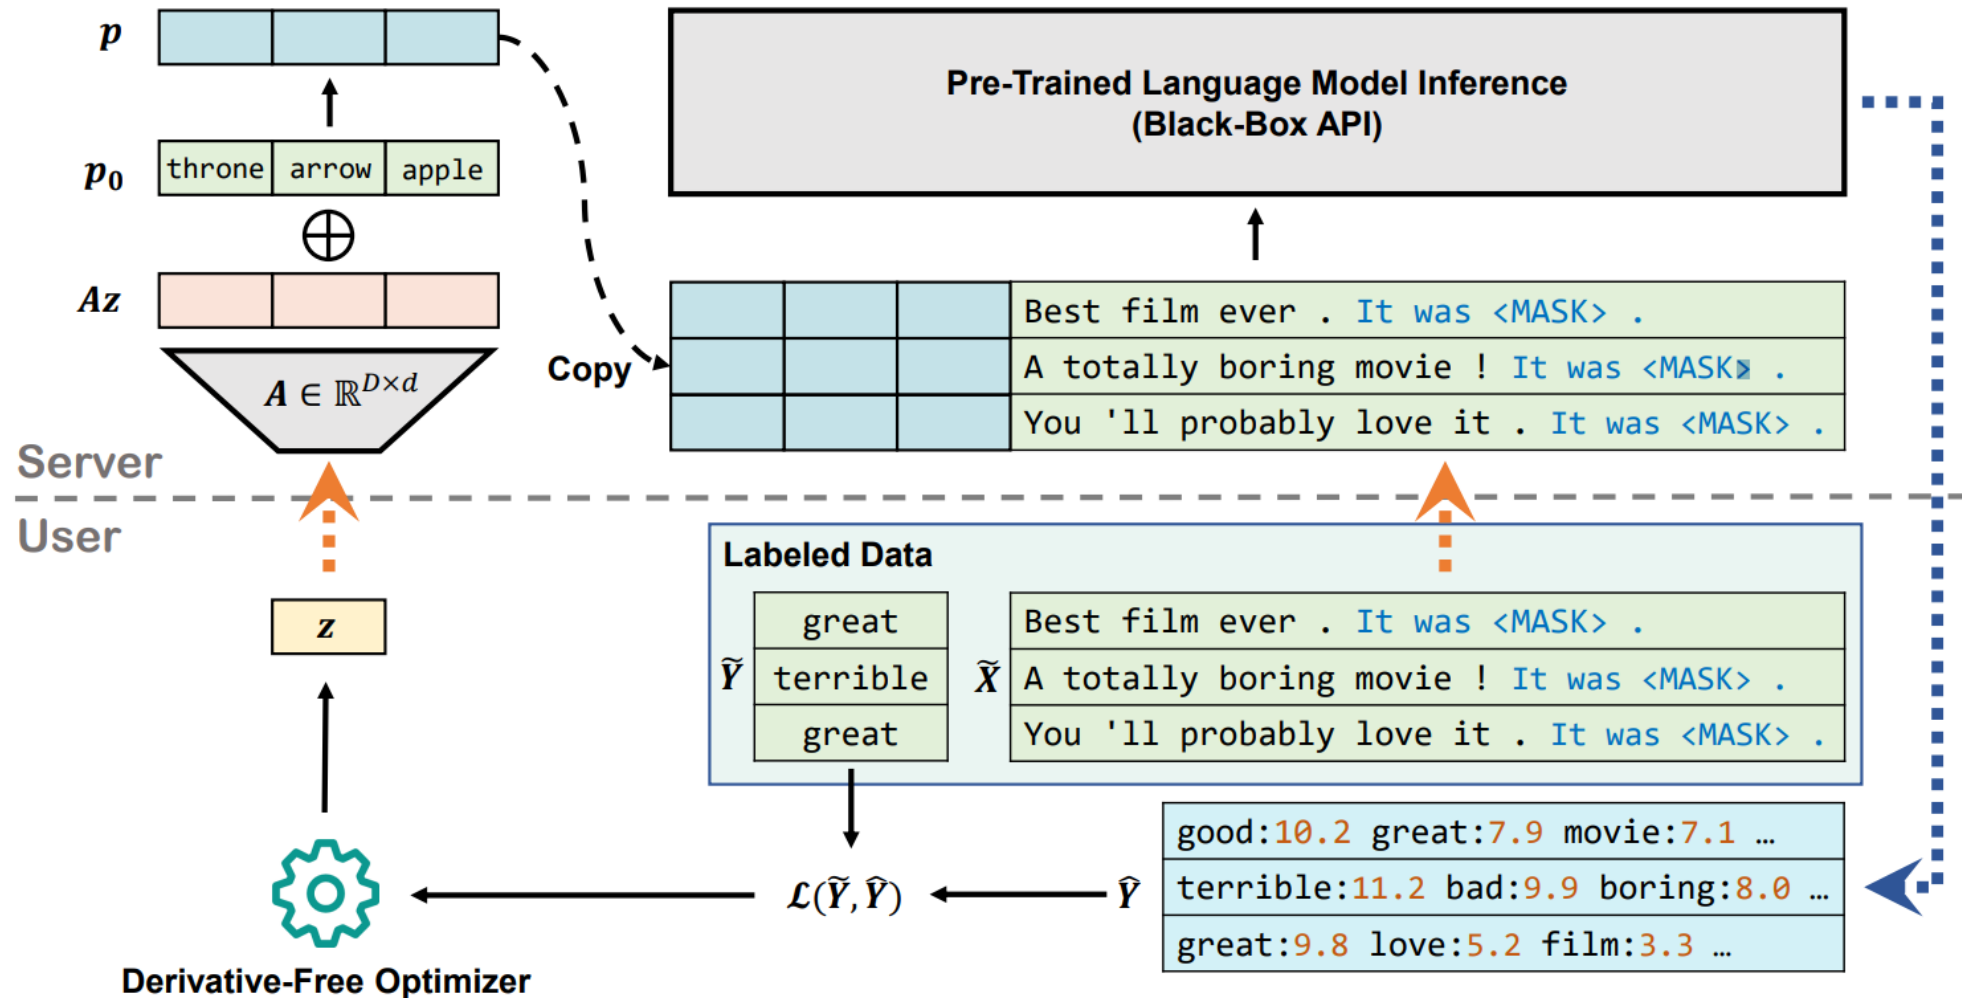 p
p₀ throne arrow apple
⊕
Az
A ∈ ℝ^{D×d}
Pre-Trained Language Model Inference
(Black-Box API)
Copy
Best film ever . It was <MASK> .
A totally boring movie ! It was <MASK> .
You 'll probably love it . It was <MASK> .
Server
User
z
Labeled Data
Ỹ
great
terrible
great
X̃
Best film ever . It was <MASK> .
A totally boring movie ! It was <MASK> .
You 'll probably love it . It was <MASK> .
good:10.2 great:7.9 movie:7.1 …
terrible:11.2 bad:9.9 boring:8.0 …
great:9.8 love:5.2 film:3.3 …
Ŷ
ℒ(Ỹ, Ŷ)
Derivative-Free Optimizer